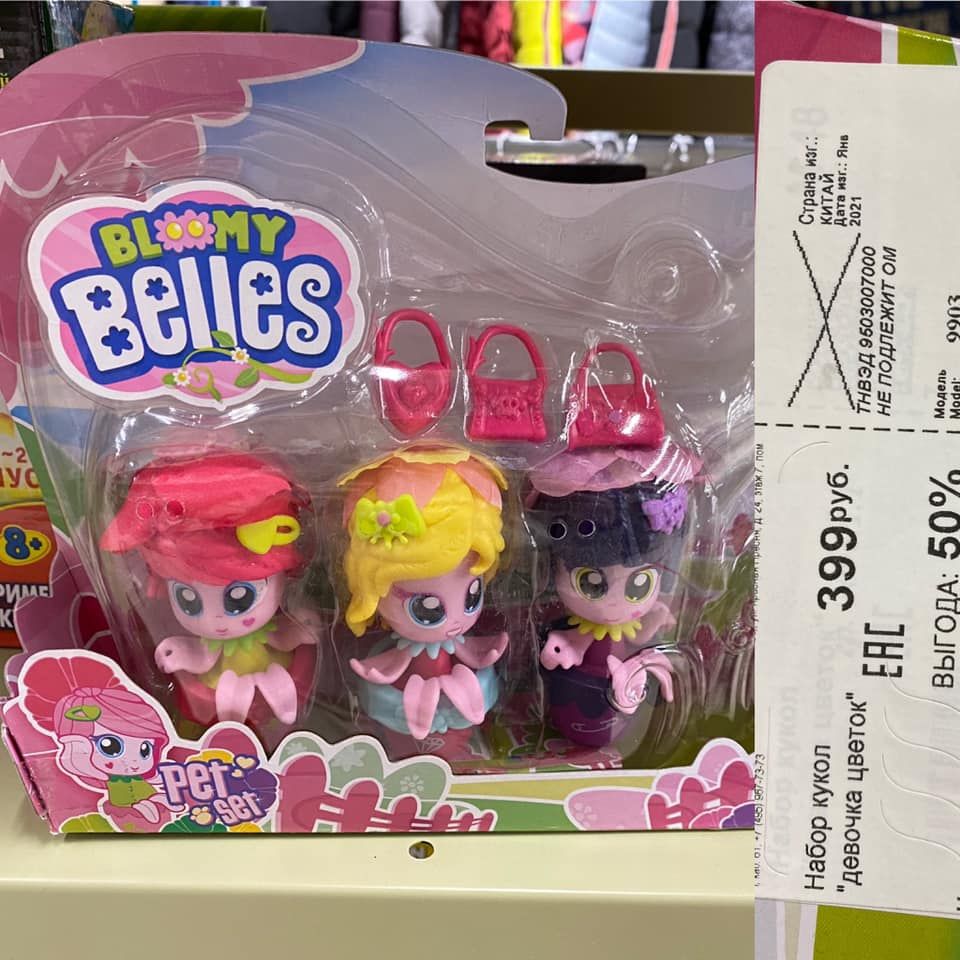 BLOOMY
Belles
Pet
set
8+
Страна изг.:
КИТАЙ
Дата изг.: Янв
2021
ТНВЭД 9503007000
НЕ ПОДЛЕЖИТ ОМ
Модель
Model: 9903
Набор кукол 399руб.
"девочка цветок" ЕАС
ВЫГОДА: 50%